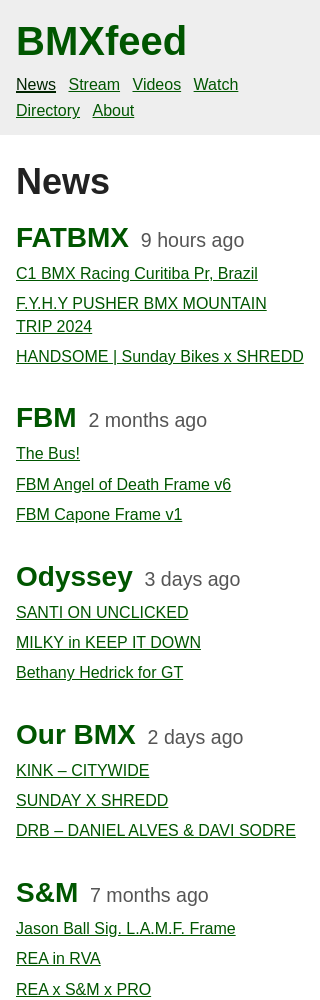 BMXfeed
News Stream Videos Watch
Directory About
News
FATBMX 9 hours ago
C1 BMX Racing Curitiba Pr, Brazil
F.Y.H.Y PUSHER BMX MOUNTAIN
TRIP 2024
HANDSOME | Sunday Bikes x SHREDD
FBM 2 months ago
The Bus!
FBM Angel of Death Frame v6
FBM Capone Frame v1
Odyssey 3 days ago
SANTI ON UNCLICKED
MILKY in KEEP IT DOWN
Bethany Hedrick for GT
Our BMX 2 days ago
KINK – CITYWIDE
SUNDAY X SHREDD
DRB – DANIEL ALVES & DAVI SODRE
S&M 7 months ago
Jason Ball Sig. L.A.M.F. Frame
REA in RVA
REA x S&M x PRO